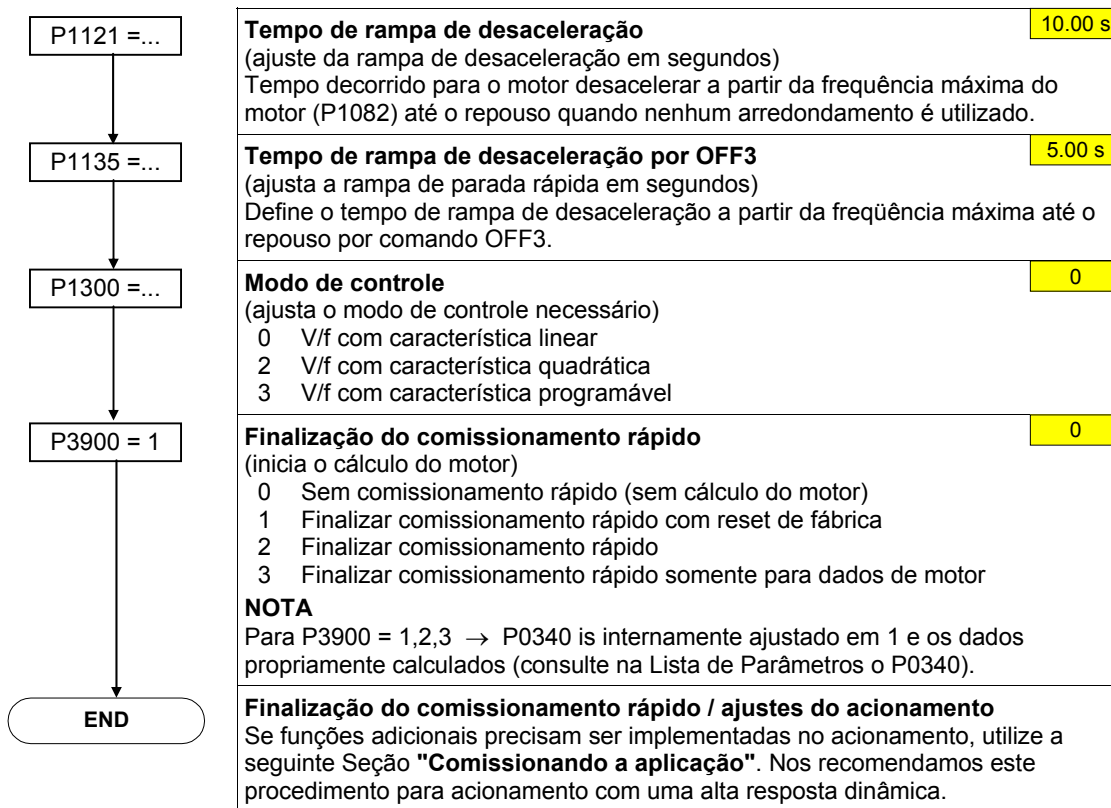 P1121 =...
Tempo de rampa de desaceleração
10.00 s
(ajuste da rampa de desaceleração em segundos)
Tempo decorrido para o motor desacelerar a partir da frequência máxima do
motor (P1082) até o repouso quando nenhum arredondamento é utilizado.
P1135 =...
Tempo de rampa de desaceleração por OFF3
5.00 s
(ajusta a rampa de parada rápida em segundos)
Define o tempo de rampa de desaceleração a partir da freqüência máxima até o
repouso por comando OFF3.
P1300 =...
Modo de controle
0
(ajusta o modo de controle necessário)
0 V/f com característica linear
2 V/f com característica quadrática
3 V/f com característica programável
P3900 = 1
Finalização do comissionamento rápido
0
(inicia o cálculo do motor)
0 Sem comissionamento rápido (sem cálculo do motor)
1 Finalizar comissionamento rápido com reset de fábrica
2 Finalizar comissionamento rápido
3 Finalizar comissionamento rápido somente para dados de motor
NOTA
Para P3900 = 1,2,3 → P0340 is internamente ajustado em 1 e os dados
propriamente calculados (consulte na Lista de Parâmetros o P0340).
END
Finalização do comissionamento rápido / ajustes do acionamento
Se funções adicionais precisam ser implementadas no acionamento, utilize a
seguinte Seção "Comissionando a aplicação". Nos recomendamos este
procedimento para acionamento com uma alta resposta dinâmica.